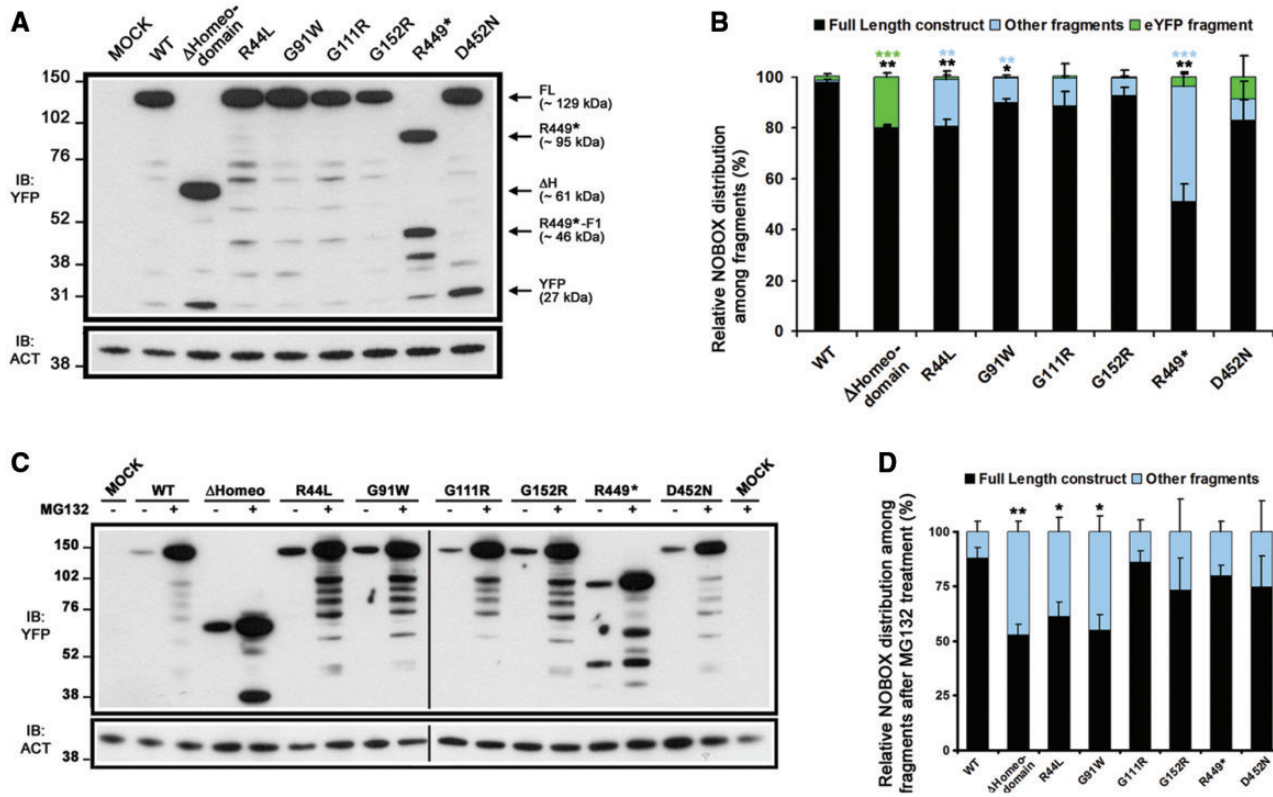 A
MOCK
WT
ΔHomeo-
domain
R44L
G91W
G111R
G152R
R449*
D452N
150
102
76
52
38
31
IB:
YFP
FL
(~ 129 kDa)
R449*
(~ 95 kDa)
ΔH
(~ 61 kDa)
R449*-F1
(~ 46 kDa)
YFP
(27 kDa)
IB:
ACT
38
B
Full Length construct Other fragments eYFP fragment
Relative NOBOX distribution
among fragments (%)
100
80
60
40
20
0
*** ** ** ***
** ** * **
WT
ΔHomeo-
domain
R44L
G91W
G111R
G152R
R449*
D452N
C
MOCK WT ΔHomeo R44L G91W G111R G152R R449* D452N MOCK
MG132 - - + - + - + - + - + - + - + - + +
150
102
76
52
38
IB:
YFP
IB:
ACT
38
D
Full Length construct Other fragments
Relative NOBOX distribution among
fragments after MG132 treatment (%)
100
75
50
25
0
** * *
WT
ΔHomeo-
domain
R44L
G91W
G111R
G152R
R449*
D452N